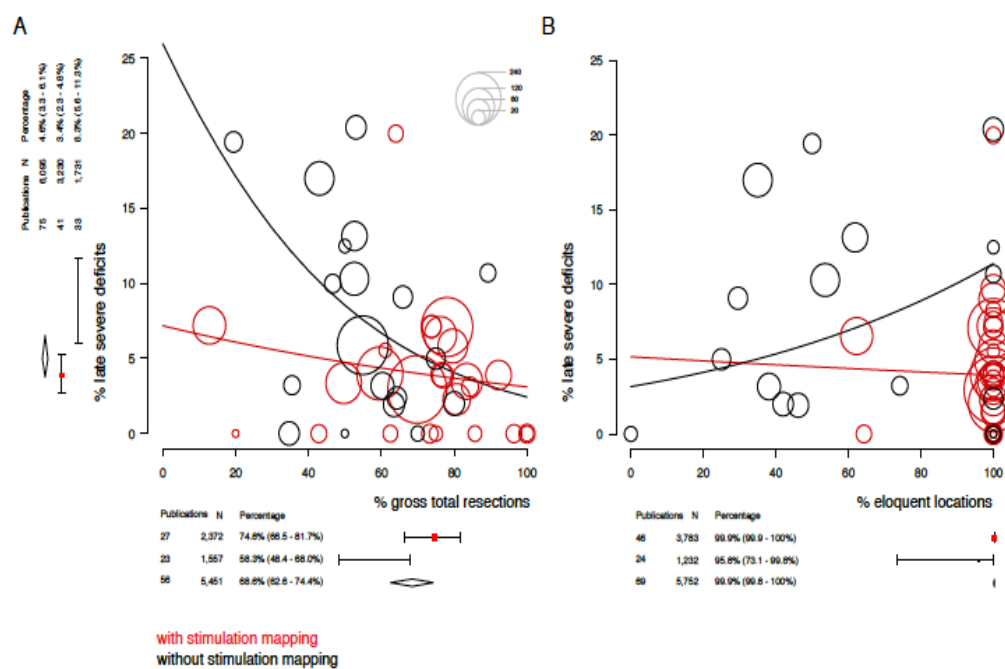 A
B
Publications N Percentage
75 6,095 4.6% (3.3 - 6.1%)
41 3,230 3.4% (2.3 - 4.8%)
33 1,731 8.3% (5.6 - 11.3%)
% late severe deficits
25
20
15
10
5
0
240
120
60
20
0 20 40 60 80 100
% gross total resections
Publications N Percentage
27 2,372 74.8% (66.5 - 81.7%)
23 1,557 58.3% (48.4 - 68.0%)
56 5,451 68.6% (62.6 - 74.4%)
% late severe deficits
25
20
15
10
5
0
0 20 40 60 80 100
% eloquent locations
Publications N Percentage
46 3,783 99.9% (99.9 - 100%)
24 1,232 95.8% (73.1 - 99.8%)
69 5,752 99.9% (99.8 - 100%)
with stimulation mapping
without stimulation mapping